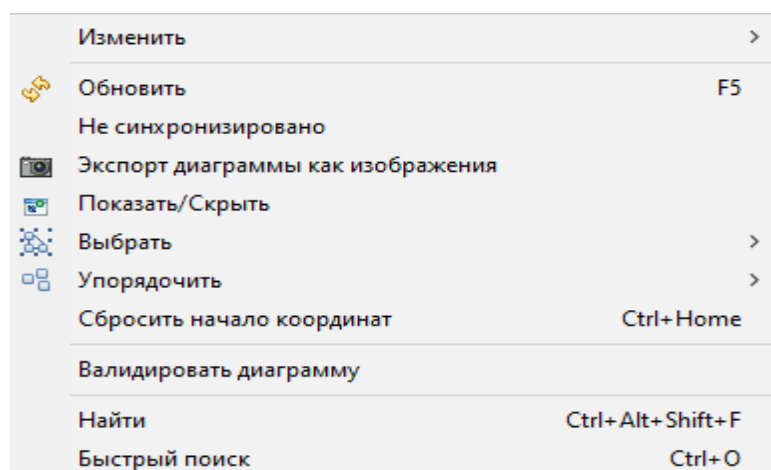 Изменить
Обновить F5
Не синхронизировано
Экспорт диаграммы как изображения
Показать/Скрыть
Выбрать
Упорядочить
Сбросить начало координат Ctrl+Home
Валидировать диаграмму
Найти Ctrl+Alt+Shift+F
Быстрый поиск Ctrl+O